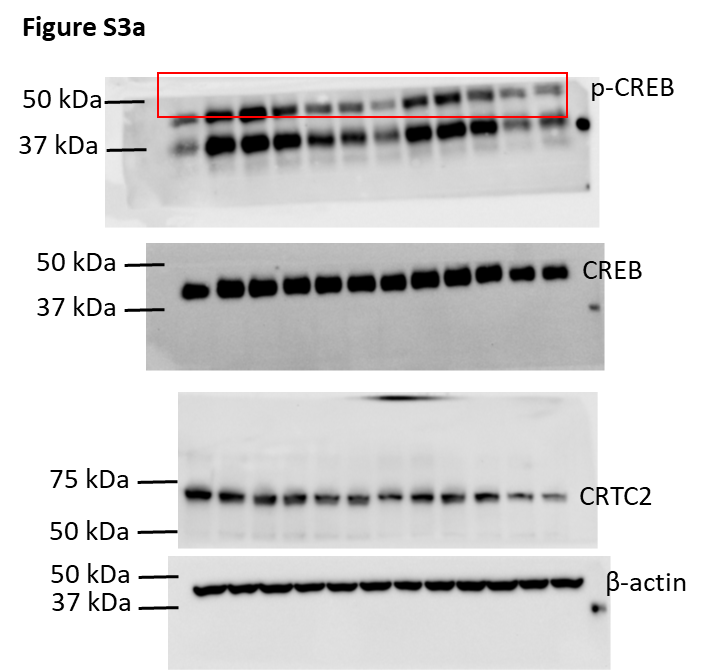 Figure S3a
50 kDa
p-CREB
37 kDa
50 kDa
CREB
37 kDa
75 kDa
CRTC2
50 kDa
50 kDa
β-actin
37 kDa